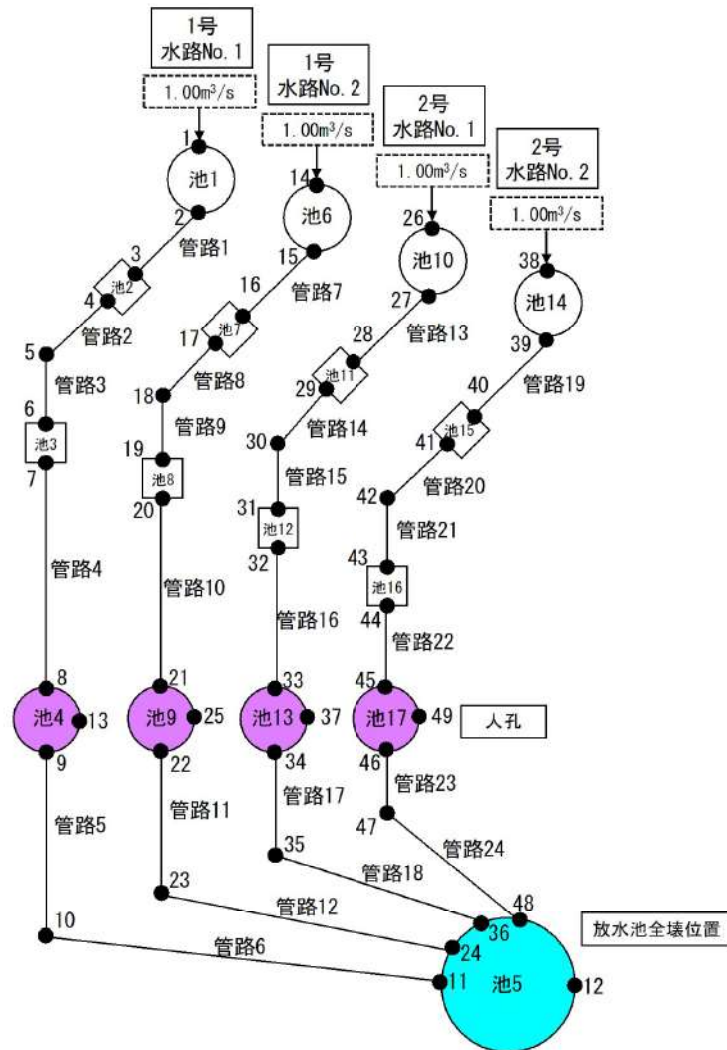 1号
水路No.1
1.00m³/s
1
池1
2
管路1
3
池2
4
管路2
5
管路3
6
池3
7
管路4
8
池4
13
9
管路5
10
管路6
11
1号
水路No.2
1.00m³/s
14
池6
15
管路7
16
池7
17
管路8
18
管路9
19
池8
20
管路10
21
池9
25
22
管路11
23
管路12
24
2号
水路No.1
1.00m³/s
26
池10
27
管路13
28
池11
29
管路14
30
管路15
31
池12
32
管路16
33
池13
37
34
管路17
35
管路18
36
2号
水路No.2
1.00m³/s
38
池14
39
管路19
40
池15
41
管路20
42
管路21
43
池16
44
管路22
45
池17
49
46
管路23
47
管路24
48
人孔
放水池全壊位置
池5
12